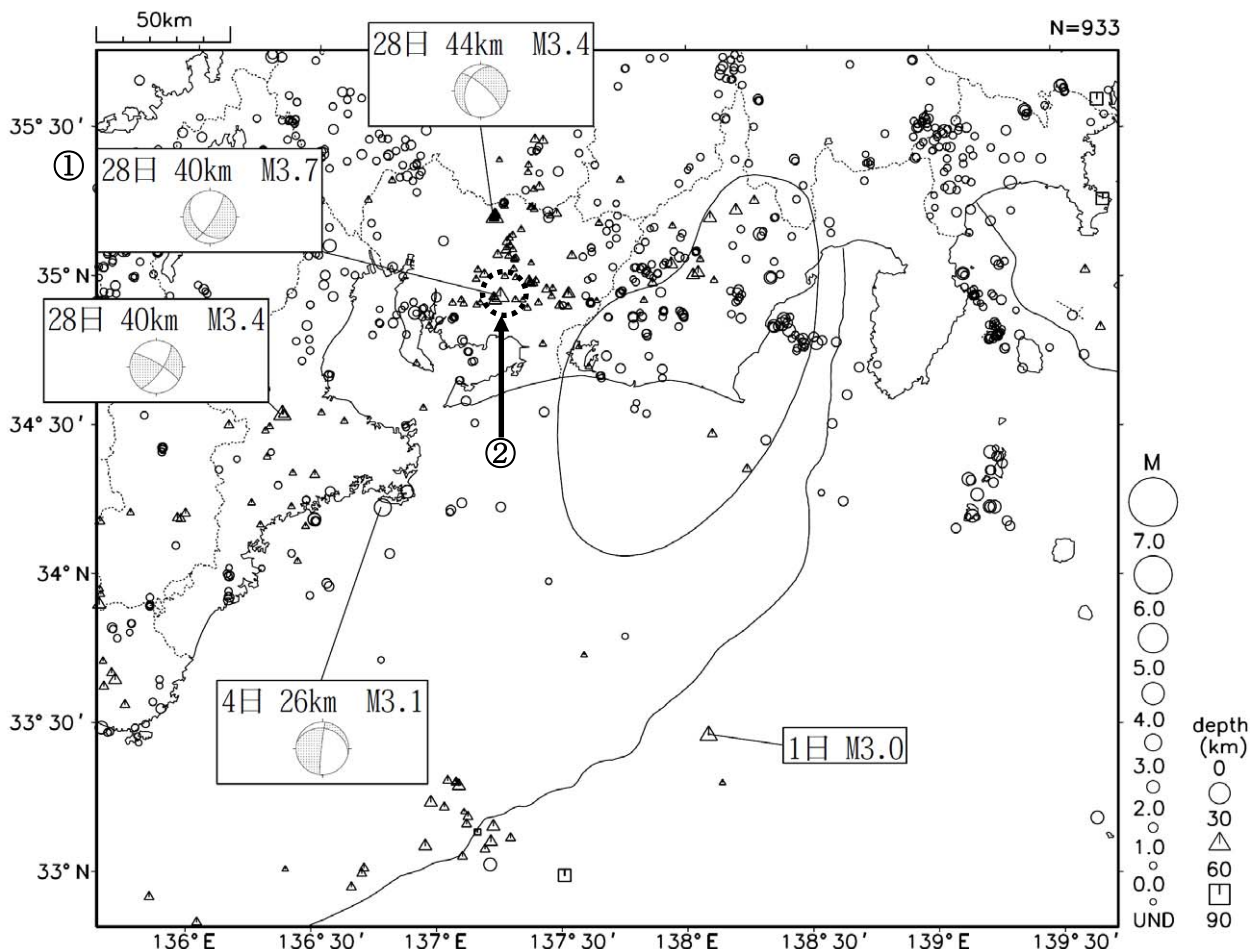 50km
N=933
28日 44km M3.4
35°30′
①
28日 40km M3.7
35°N
28日 40km M3.4
34°30′
②
M
7.0
34°N
6.0
5.0
4日 26km M3.1
33°30′
1日 M3.0
4.0
depth
(km)
3.0
0
2.0
30
1.0
33°N
60
0.0
UND
90
136°E
136°30′
137°E
137°30′
138°E
138°30′
139°E
139°30′